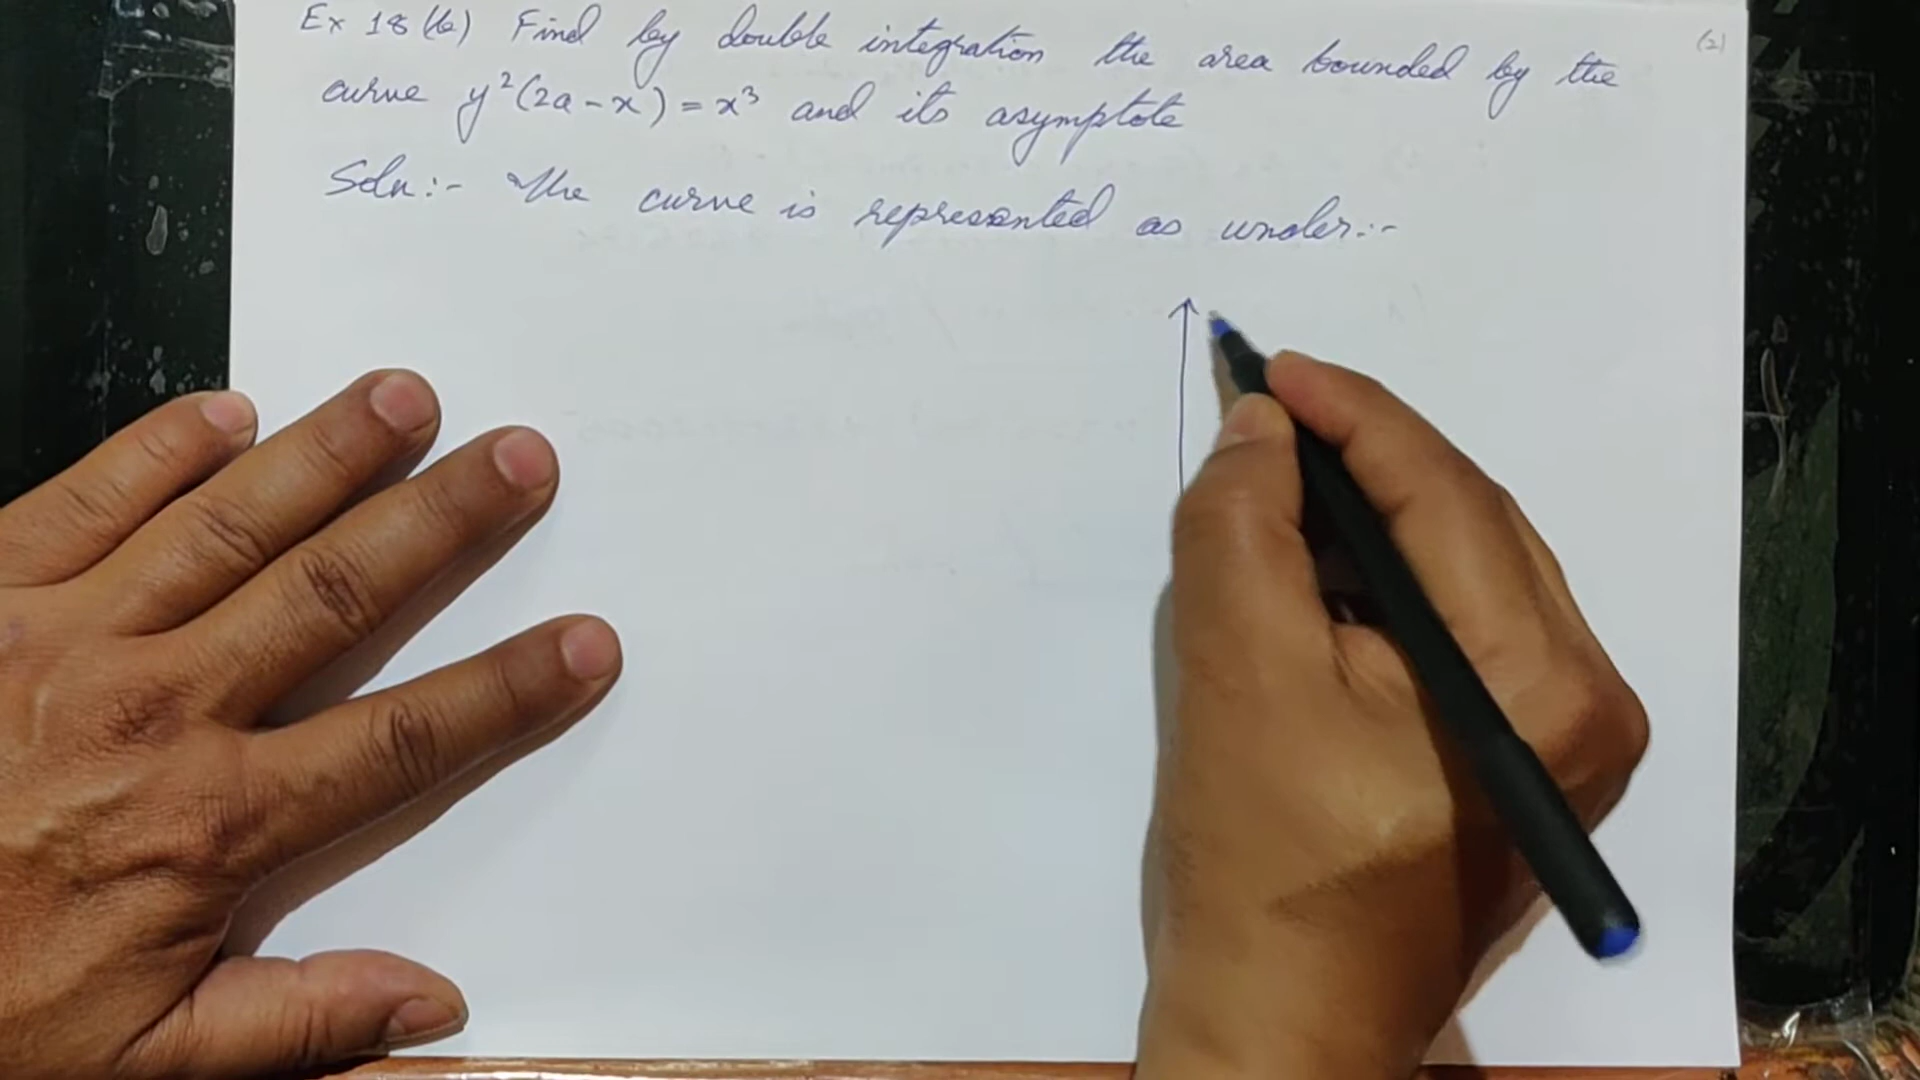 Ex 18 (b) Find by double integration the area bounded by the (2)
curve y²(2a - x) = x³ and its asymptote
Soln:- The curve is represented as under:-